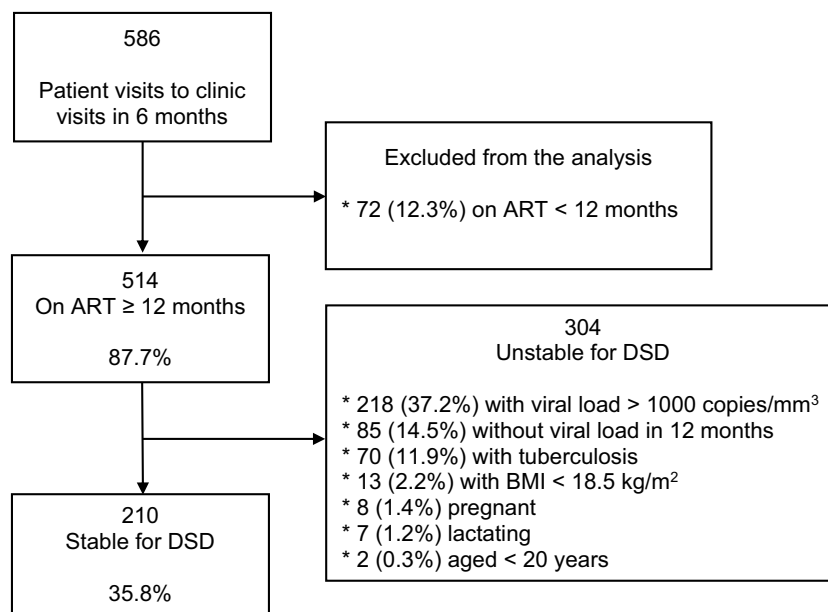 586
Patient visits to clinic
visits in 6 months
Excluded from the analysis
* 72 (12.3%) on ART < 12 months
514
On ART ≥ 12 months
87.7%
304
Unstable for DSD
* 218 (37.2%) with viral load > 1000 copies/mm³
* 85 (14.5%) without viral load in 12 months
* 70 (11.9%) with tuberculosis
* 13 (2.2%) with BMI < 18.5 kg/m²
* 8 (1.4%) pregnant
* 7 (1.2%) lactating
* 2 (0.3%) aged < 20 years
210
Stable for DSD
35.8%